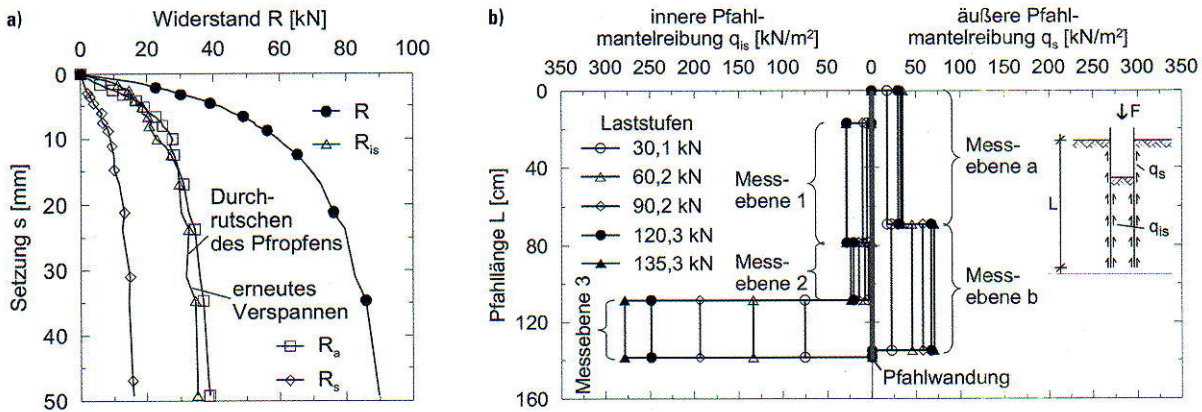 a)
Widerstand R [kN]
0 20 40 60 80 100
Setzung s [mm]
0
10
20
30
40
50
R
R_is
Durch-
rutschen
des Pfropfens
erneutes
Verspannen
R_a
R_s
b)
innere Pfahl-
mantelreibung q_is [kN/m²]
äußere Pfahl-
mantelreibung q_s [kN/m²]
350 300 250 200 150 100 50 0 50 100 150 200 250 300 350
Pfahllänge L [cm]
0
40
80
120
160
Laststufen
30,1 kN
60,2 kN
90,2 kN
120,3 kN
135,3 kN
Mess-
ebene 1
Mess-
ebene 2
Messebene 3
Mess-
ebene a
Mess-
ebene b
Pfahlwandung
F
L
q_s
q_is